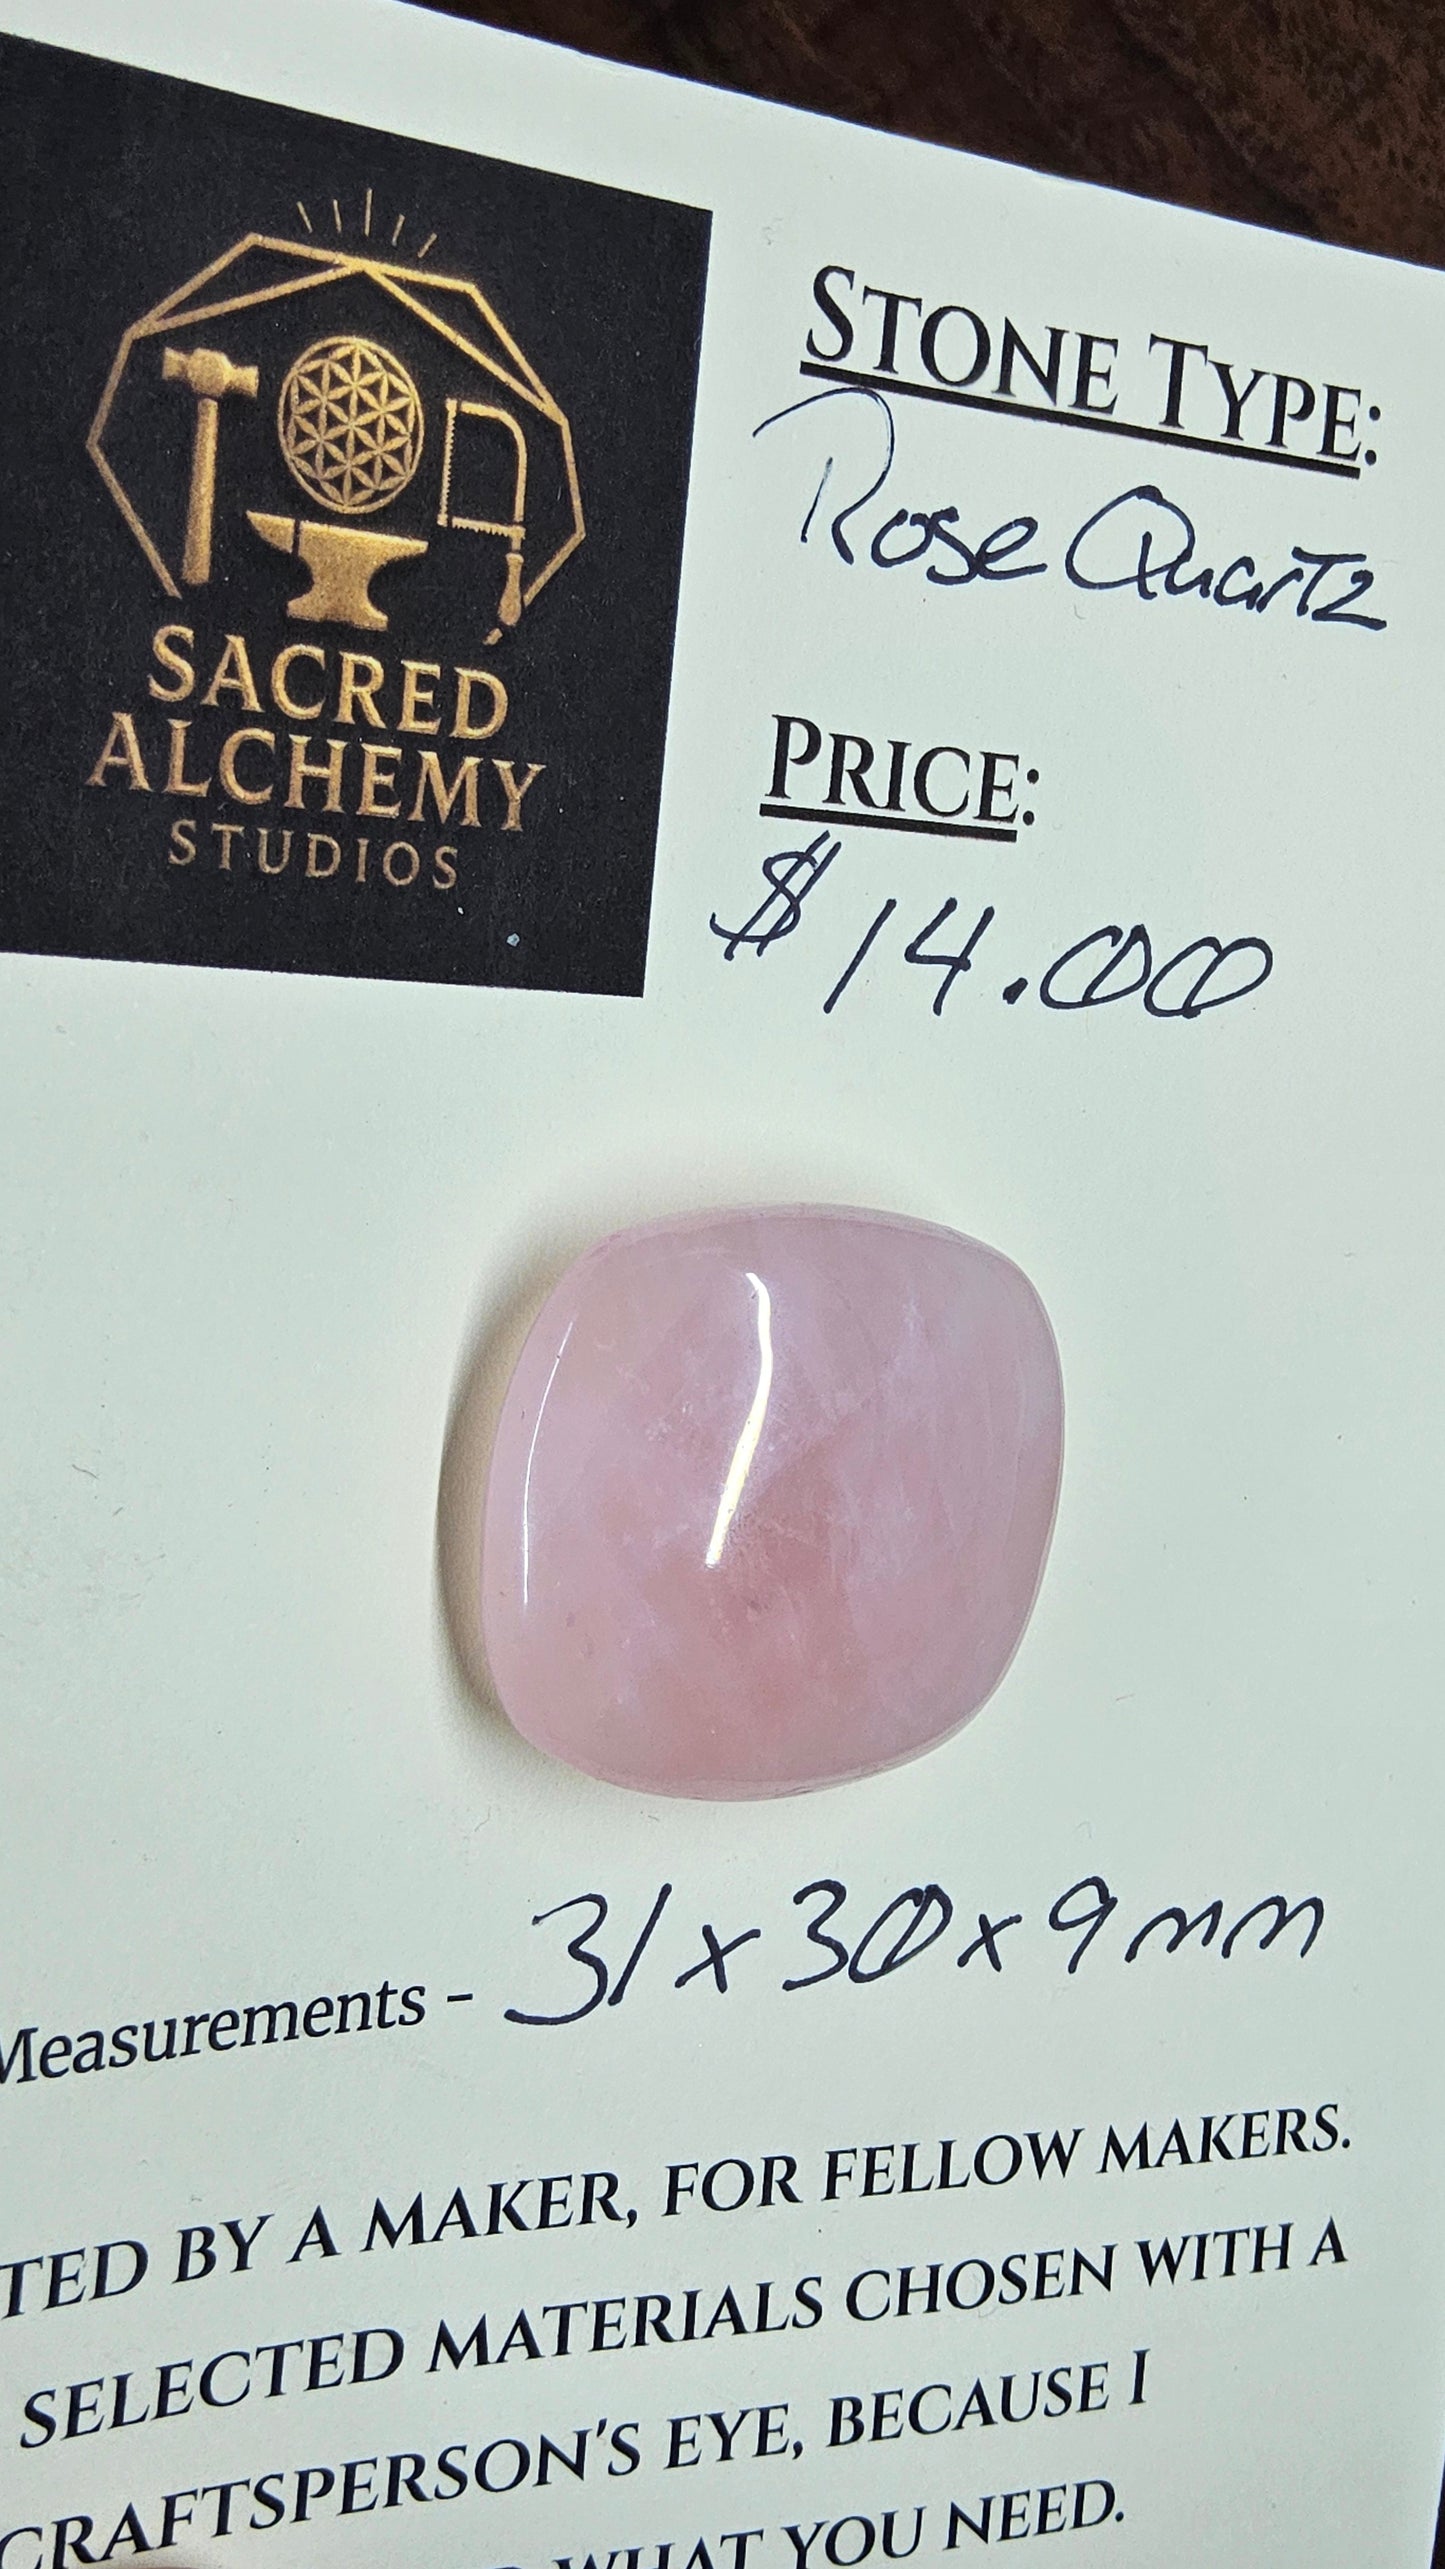 SACRED
ALCHEMY
STUDIOS
STONE TYPE:
Rose Quartz
PRICE:
$14.00
Measurements - 31x30x9mm
TED BY A MAKER, FOR FELLOW MAKERS.
SELECTED MATERIALS CHOSEN WITH A
CRAFTSPERSON'S EYE, BECAUSE I
WHAT YOU NEED.